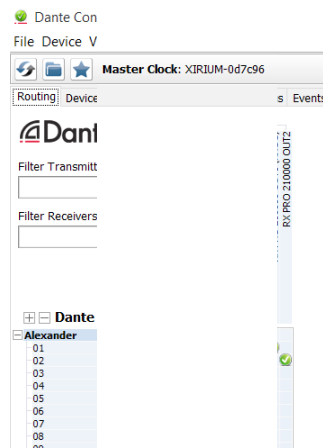 Dante Con
File Device V
Master Clock: XIRIUM-0d7c96
Routing Device s Events
Dant
Filter Transmitt
Filter Receivers
RX PRO 210000 OUT2
Dante
Alexander
01
02
03
04
05
06
07
08